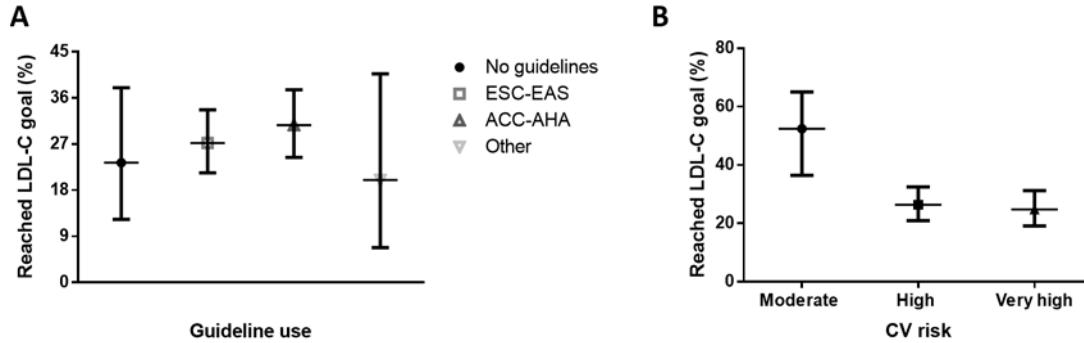 A
Reached LDL-C goal (%)
45
36
27
18
9
0
Guideline use
No guidelines
ESC-EAS
ACC-AHA
Other
B
Reached LDL-C goal (%)
80
60
40
20
0
Moderate High Very high
CV risk